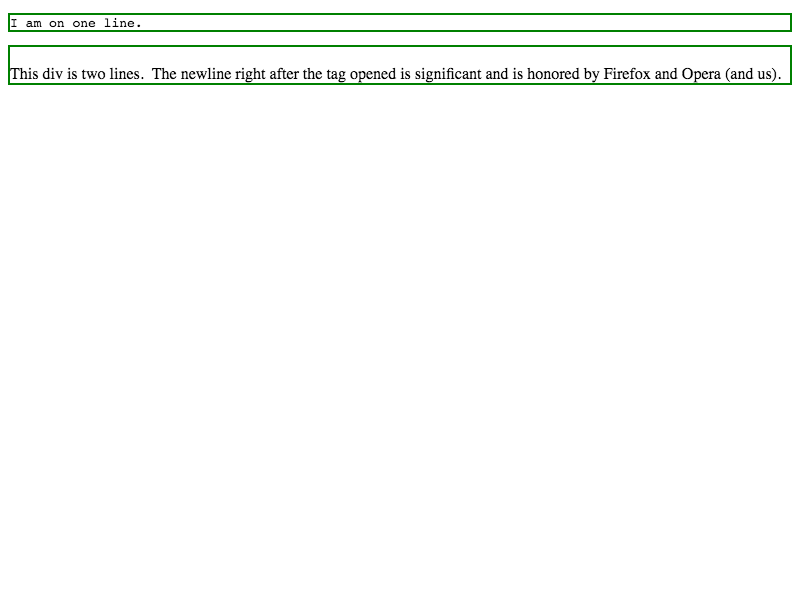 I am on one line.
This div is two lines.  The newline right after the tag opened is significant and is honored by Firefox and Opera (and us).